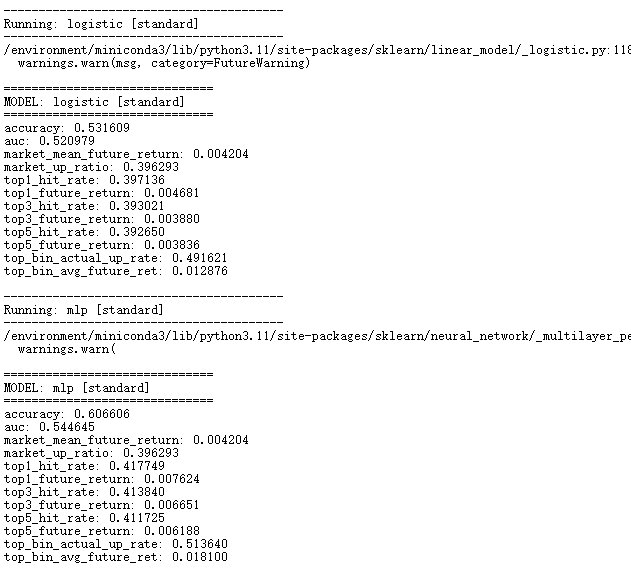 ----------------------------------------
Running: logistic [standard]
----------------------------------------
/environment/miniconda3/lib/python3.11/site-packages/sklearn/linear_model/_logistic.py:118
  warnings.warn(msg, category=FutureWarning)
==============================
MODEL: logistic [standard]
==============================
accuracy: 0.531609
auc: 0.520979
market_mean_future_return: 0.004204
market_up_ratio: 0.396293
top1_hit_rate: 0.397136
top1_future_return: 0.004681
top3_hit_rate: 0.393021
top3_future_return: 0.003880
top5_hit_rate: 0.392650
top5_future_return: 0.003836
top_bin_actual_up_rate: 0.491621
top_bin_avg_future_ret: 0.012876
----------------------------------------
Running: mlp [standard]
----------------------------------------
/environment/miniconda3/lib/python3.11/site-packages/sklearn/neural_network/_multilayer_pe
  warnings.warn(
==============================
MODEL: mlp [standard]
==============================
accuracy: 0.606606
auc: 0.544645
market_mean_future_return: 0.004204
market_up_ratio: 0.396293
top1_hit_rate: 0.417749
top1_future_return: 0.007624
top3_hit_rate: 0.413840
top3_future_return: 0.006651
top5_hit_rate: 0.411725
top5_future_return: 0.006188
top_bin_actual_up_rate: 0.513640
top_bin_avg_future_ret: 0.018100